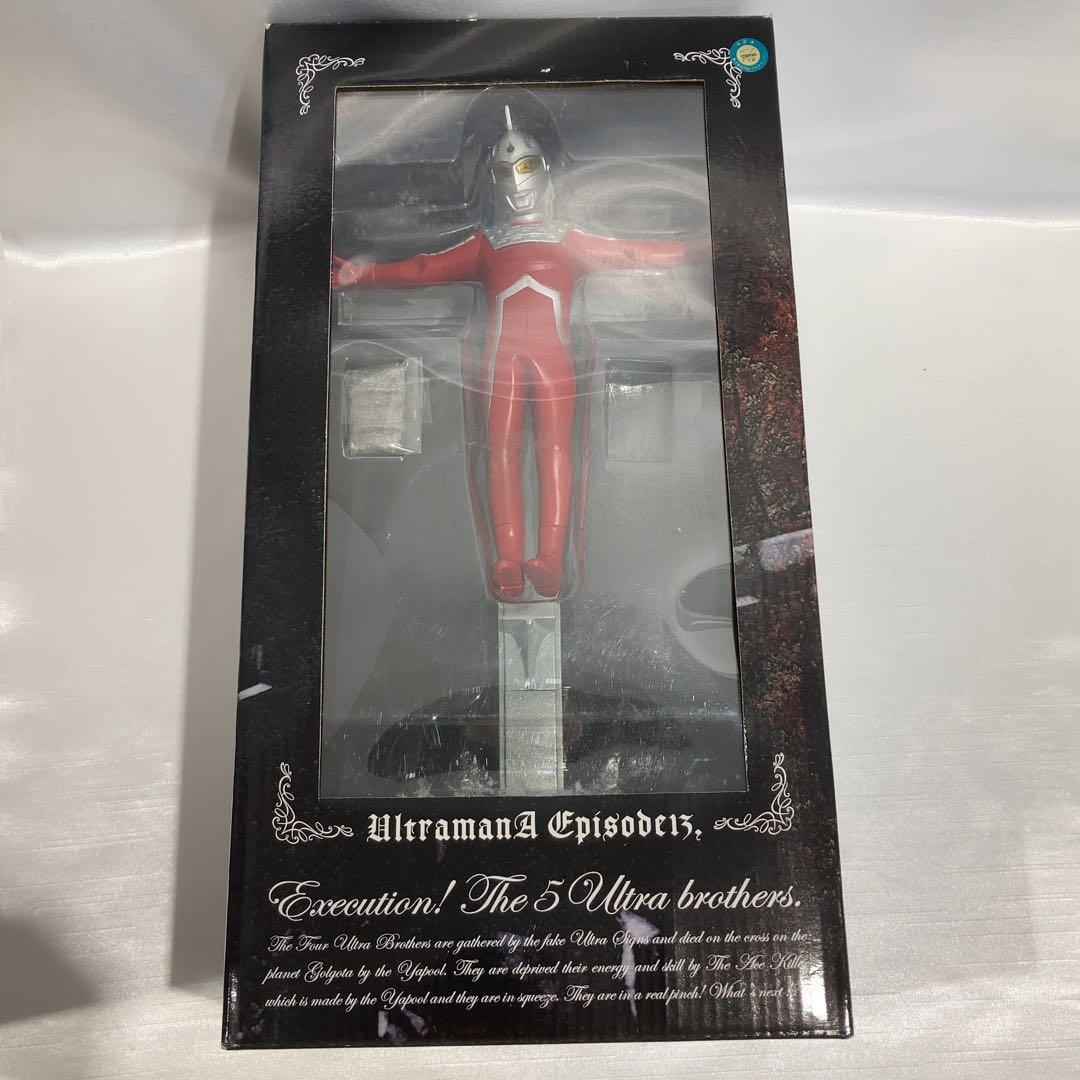 UltramanA Episode13,
Execution! The 5 Ultra brothers.
The Four Ultra Brothers are gathered by the fake Ultra Signs and died on the cross on the
planet Golgota by the Yapool. They are deprived their energy and skill by The Ace Kille
which is made by the Yapool and they are in squeeze. They are in a real pinch! What's next